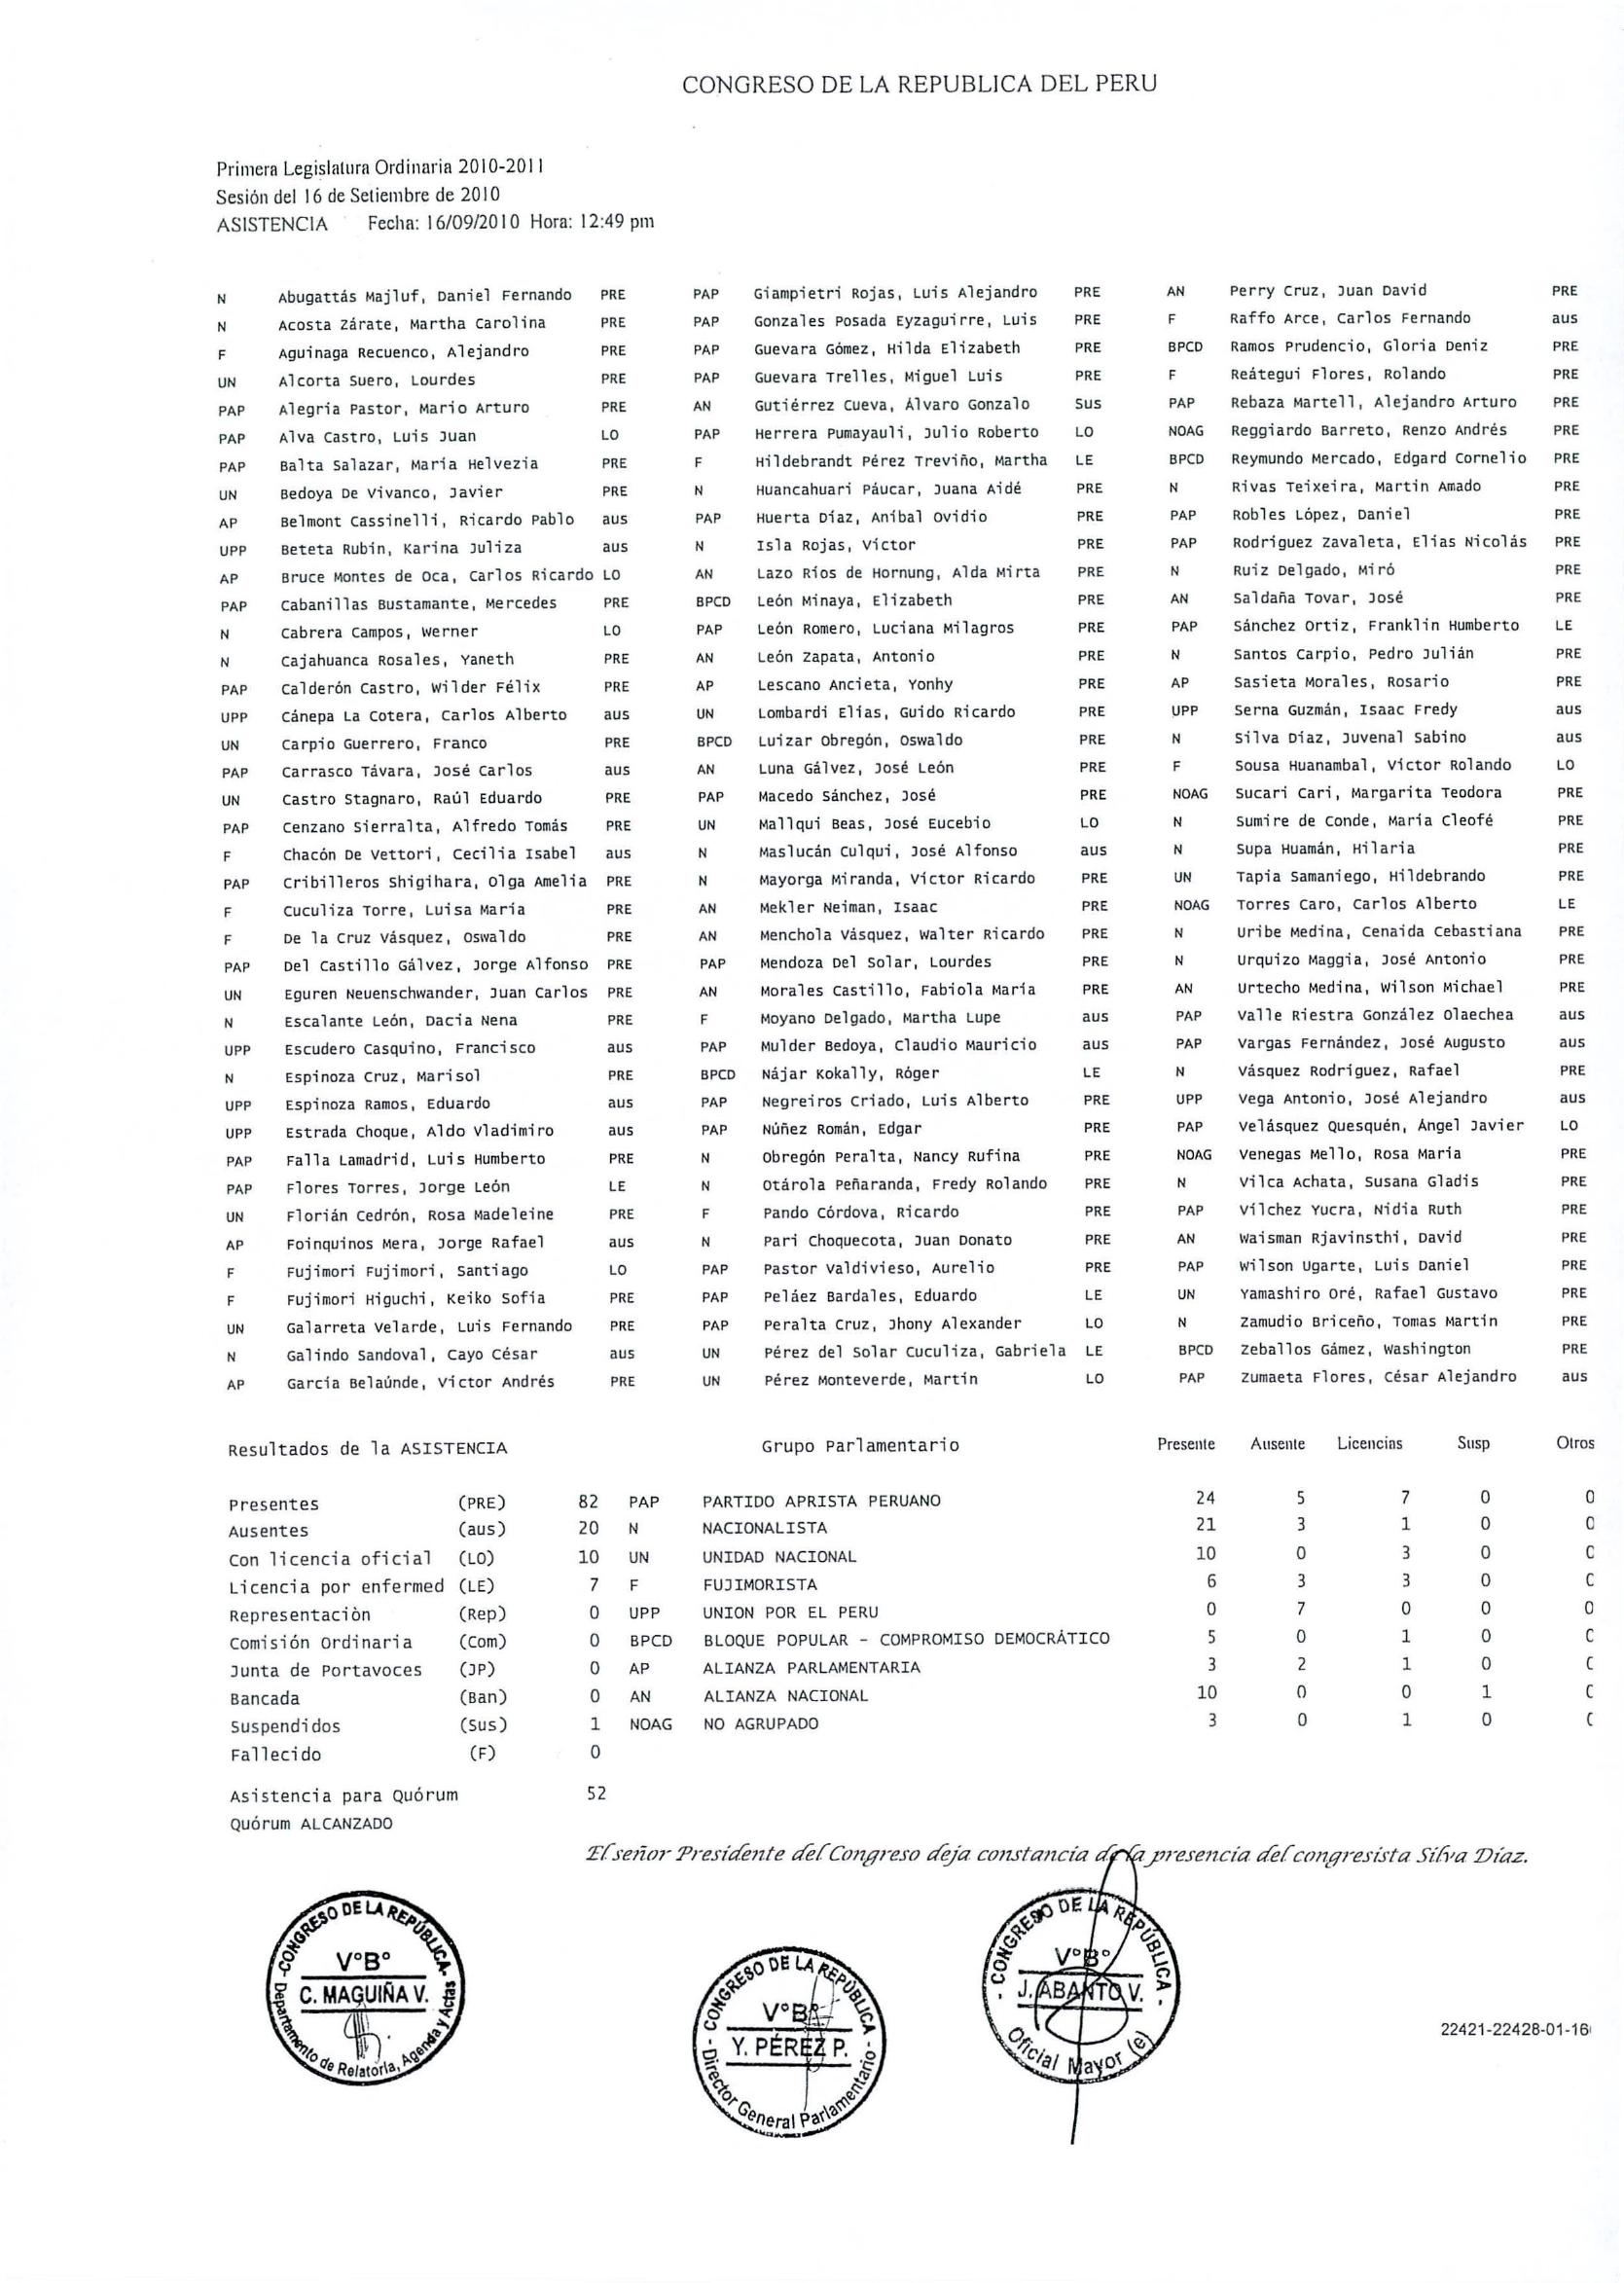 CONGRESO DE LA REPUBLICA DEL PERU
Primera Legislatura Ordinaria 2010-2011
Sesión del 16 de Setiembre de 2010
ASISTENCIA Fecha: 16/09/2010 Hora: 12:49 pm
N Abugattás Majluf, Daniel Fernando PRE PAP Giampietri Rojas, Luis Alejandro PRE AN Perry Cruz, Juan David PRE
N Acosta Zárate, Martha Carolina PRE PAP Gonzales Posada Eyzaguirre, Luis PRE F Raffo Arce, Carlos Fernando aus
F Aguinaga Recuenco, Alejandro PRE PAP Guevara Gómez, Hilda Elizabeth PRE BPCD Ramos Prudencio, Gloria Deniz PRE
UN Alcorta Suero, Lourdes PRE PAP Guevara Trelles, Miguel Luis PRE F Reátegui Flores, Rolando PRE
PAP Alegría Pastor, Mario Arturo PRE AN Gutiérrez Cueva, Álvaro Gonzalo Sus PAP Rebaza Martell, Alejandro Arturo PRE
PAP Alva Castro, Luis Juan LO PAP Herrera Pumayauli, Julio Roberto LO NOAG Reggiardo Barreto, Renzo Andrés PRE
PAP Balta Salazar, María Helvezia PRE F Hildebrandt Pérez Treviño, Martha LE BPCD Reymundo Mercado, Edgard Cornelio PRE
UN Bedoya De Vivanco, Javier PRE N Huancahuari Páucar, Juana Aidé PRE N Rivas Teixeira, Martín Amado PRE
AP Belmont Cassinelli, Ricardo Pablo aus PAP Huerta Díaz, Aníbal Ovidio PRE PAP Robles López, Daniel PRE
UPP Beteta Rubín, Karina Juliza aus N Isla Rojas, Víctor PRE PAP Rodríguez Zavaleta, Elías Nicolás PRE
AP Bruce Montes de Oca, Carlos Ricardo LO AN Lazo Ríos de Hornung, Alda Mirta PRE N Ruiz Delgado, Miró PRE
PAP Cabanillas Bustamante, Mercedes PRE BPCD León Minaya, Elizabeth PRE AN Saldaña Tovar, José PRE
N Cabrera Campos, Werner LO PAP León Romero, Luciana Milagros PRE PAP Sánchez Ortiz, Franklin Humberto LE
N Cajahuanca Rosales, Yaneth PRE AN León Zapata, Antonio PRE N Santos Carpio, Pedro Julián PRE
PAP Calderón Castro, Wilder Félix PRE AP Lescano Ancieta, Yonhy PRE AP Sasieta Morales, Rosario PRE
UPP Cánepa La Cotera, Carlos Alberto aus UN Lombardi Elías, Guido Ricardo PRE UPP Serna Guzmán, Isaac Fredy aus
UN Carpio Guerrero, Franco PRE BPCD Luizar Obregón, Oswaldo PRE N Silva Díaz, Juvenal Sabino aus
PAP Carrasco Távara, José Carlos aus AN Luna Gálvez, José León PRE F Sousa Huanambal, Víctor Rolando LO
UN Castro Stagnaro, Raúl Eduardo PRE PAP Macedo Sánchez, José PRE NOAG Sucari Cari, Margarita Teodora PRE
PAP Cenzano Sierralta, Alfredo Tomás PRE UN Mallqui Beas, José Eucebio LO N Sumire de Conde, María Cleofé PRE
F Chacón De Vettori, Cecilia Isabel aus N Maslucán Culqui, José Alfonso aus N Supa Huamán, Hilaria PRE
PAP Cribilleros Shigihara, Olga Amelia PRE N Mayorga Miranda, Víctor Ricardo PRE UN Tapia Samaniego, Hildebrando PRE
F Cuculiza Torre, Luisa María PRE AN Mekler Neiman, Isaac PRE NOAG Torres Caro, Carlos Alberto LE
F De la Cruz Vásquez, Oswaldo PRE AN Menchola Vásquez, Walter Ricardo PRE N Uribe Medina, Cenaida Cebastiana PRE
PAP Del Castillo Gálvez, Jorge Alfonso PRE PAP Mendoza Del Solar, Lourdes PRE N Urquizo Maggia, José Antonio PRE
UN Eguren Neuenschwander, Juan Carlos PRE AN Morales Castillo, Fabiola María PRE AN Urtecho Medina, Wilson Michael PRE
N Escalante León, Dacia Nena PRE F Moyano Delgado, Martha Lupe aus PAP Valle Riestra González Olaechea aus
UPP Escudero Casquino, Francisco aus PAP Mulder Bedoya, Claudio Mauricio aus PAP Vargas Fernández, José Augusto aus
N Espinoza Cruz, Marisol PRE BPCD Nájar Kokally, Róger LE N Vásquez Rodríguez, Rafael PRE
UPP Espinoza Ramos, Eduardo aus PAP Negreiros Criado, Luis Alberto PRE UPP Vega Antonio, José Alejandro aus
UPP Estrada Choque, Aldo Vladimiro aus PAP Núñez Román, Edgar PRE PAP Velásquez Quesquén, Ángel Javier LO
PAP Falla Lamadrid, Luis Humberto PRE N Obregón Peralta, Nancy Rufina PRE NOAG Venegas Mello, Rosa María PRE
PAP Flores Torres, Jorge León LE N Otárola Peñaranda, Fredy Rolando PRE N Vilca Achata, Susana Gladis PRE
UN Florián Cedrón, Rosa Madeleine PRE F Pando Córdova, Ricardo PRE PAP Vílchez Yucra, Nidia Ruth PRE
AP Foinquinos Mera, Jorge Rafael aus N Pari Choquecota, Juan Donato PRE AN Waisman Rjavinsthi, David PRE
F Fujimori Fujimori, Santiago LO PAP Pastor Valdivieso, Aurelio PRE PAP Wilson Ugarte, Luis Daniel PRE
F Fujimori Higuchi, Keiko Sofía PRE PAP Peláez Bardales, Eduardo LE UN Yamashiro Oré, Rafael Gustavo PRE
UN Galarreta Velarde, Luis Fernando PRE PAP Peralta Cruz, Jhony Alexander LO N Zamudio Briceño, Tomas Martín PRE
N Galindo Sandoval, Cayo César aus UN Pérez del Solar Cuculiza, Gabriela LE BPCD Zeballos Gámez, Washington PRE
AP García Belaúnde, Víctor Andrés PRE UN Pérez Monteverde, Martín LO PAP Zumaeta Flores, César Alejandro aus
Resultados de la ASISTENCIA Grupo Parlamentario Presente Ausente Licencias Susp Otros
Presentes (PRE) 82 PAP PARTIDO APRISTA PERUANO 24 5 7 0 0
Ausentes (aus) 20 N NACIONALISTA 21 3 1 0
Con licencia oficial (LO) 10 UN UNIDAD NACIONAL 10 0 3 0
Licencia por enfermed (LE) 7 F FUJIMORISTA 6 3 3 0
Representaciòn (Rep) 0 UPP UNION POR EL PERU 0 7 0 0 0
Comisión Ordinaria (Com) 0 BPCD BLOQUE POPULAR - COMPROMISO DEMOCRÁTICO 5 0 1 0
Junta de Portavoces (JP) 0 AP ALIANZA PARLAMENTARIA 3 2 1 0
Bancada (Ban) 0 AN ALIANZA NACIONAL 10 0 0 1
Suspendidos (Sus) 1 NOAG NO AGRUPADO 3 0 1 0
Fallecido (F) 0
Asistencia para Quórum 52
Quórum ALCANZADO
El señor Presidente del Congreso deja constancia de la presencia del congresista Silva Díaz.
- CONGRESO DE LA REPÚBLICA -
V°B°
C. MAGUIÑA V.
Departamento de Relatoría, Agenda y Actas
- CONGRESO DE LA REPÚBLICA -
V°B°
Y. PÉREZ P.
Director General Parlamentario
- CONGRESO DE LA REPÚBLICA -
V°B°
J. ABANTO V.
Oficial Mayor (e)
22421-22428-01-16